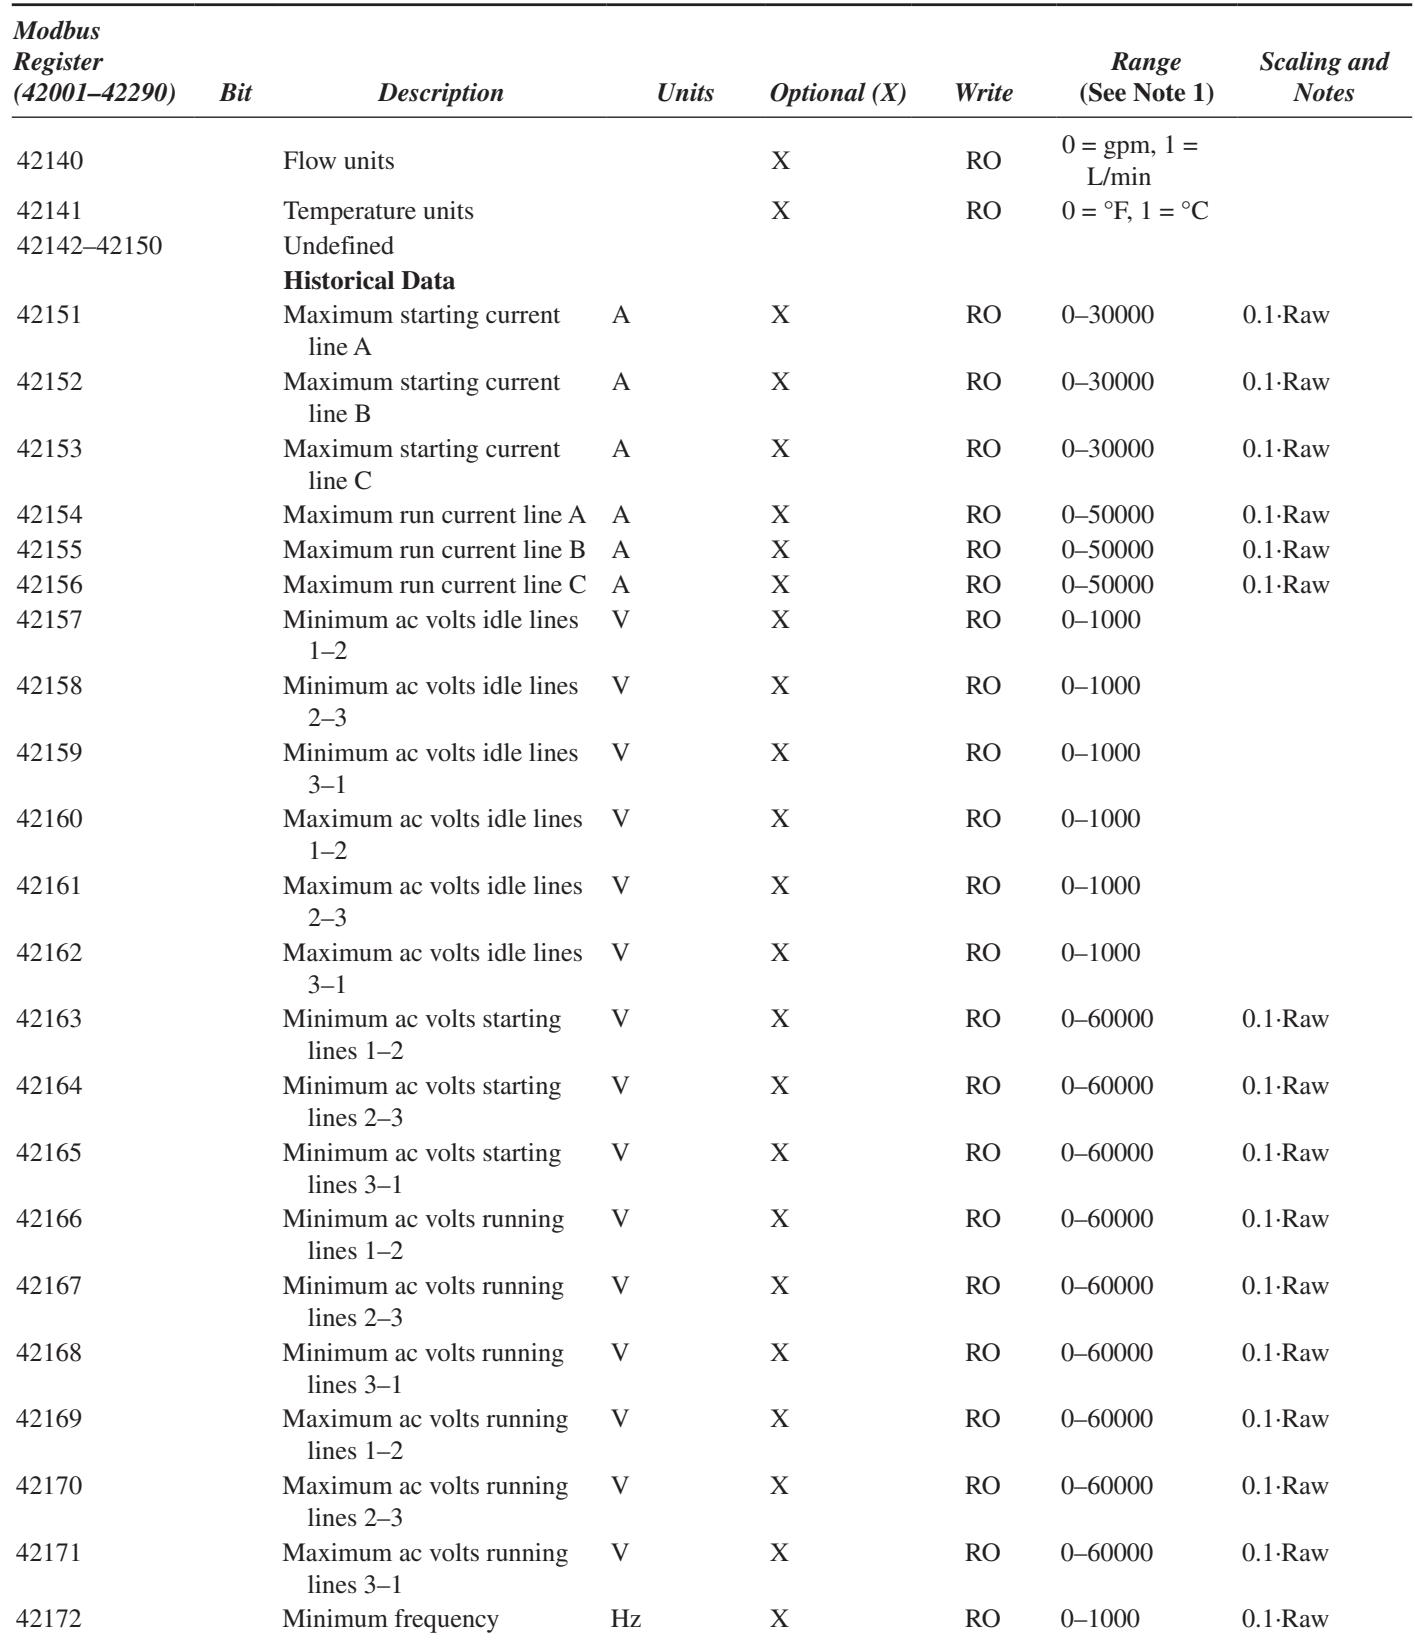 Modbus
Register Range Scaling and
(42001–42290) Bit Description Units Optional (X) Write (See Note 1) Notes
42140 Flow units X RO 0 = gpm, 1 =
L/min
42141 Temperature units X RO 0 = °F, 1 = °C
42142–42150 Undefined
Historical Data
42151 Maximum starting current A X RO 0–30000 0.1·Raw
line A
42152 Maximum starting current A X RO 0–30000 0.1·Raw
line B
42153 Maximum starting current A X RO 0–30000 0.1·Raw
line C
42154 Maximum run current line A A X RO 0–50000 0.1·Raw
42155 Maximum run current line B A X RO 0–50000 0.1·Raw
42156 Maximum run current line C A X RO 0–50000 0.1·Raw
42157 Minimum ac volts idle lines V X RO 0–1000
1–2
42158 Minimum ac volts idle lines V X RO 0–1000
2–3
42159 Minimum ac volts idle lines V X RO 0–1000
3–1
42160 Maximum ac volts idle lines V X RO 0–1000
1–2
42161 Maximum ac volts idle lines V X RO 0–1000
2–3
42162 Maximum ac volts idle lines V X RO 0–1000
3–1
42163 Minimum ac volts starting V X RO 0–60000 0.1·Raw
lines 1–2
42164 Minimum ac volts starting V X RO 0–60000 0.1·Raw
lines 2–3
42165 Minimum ac volts starting V X RO 0–60000 0.1·Raw
lines 3–1
42166 Minimum ac volts running V X RO 0–60000 0.1·Raw
lines 1–2
42167 Minimum ac volts running V X RO 0–60000 0.1·Raw
lines 2–3
42168 Minimum ac volts running V X RO 0–60000 0.1·Raw
lines 3–1
42169 Maximum ac volts running V X RO 0–60000 0.1·Raw
lines 1–2
42170 Maximum ac volts running V X RO 0–60000 0.1·Raw
lines 2–3
42171 Maximum ac volts running V X RO 0–60000 0.1·Raw
lines 3–1
42172 Minimum frequency Hz X RO 0–1000 0.1·Raw